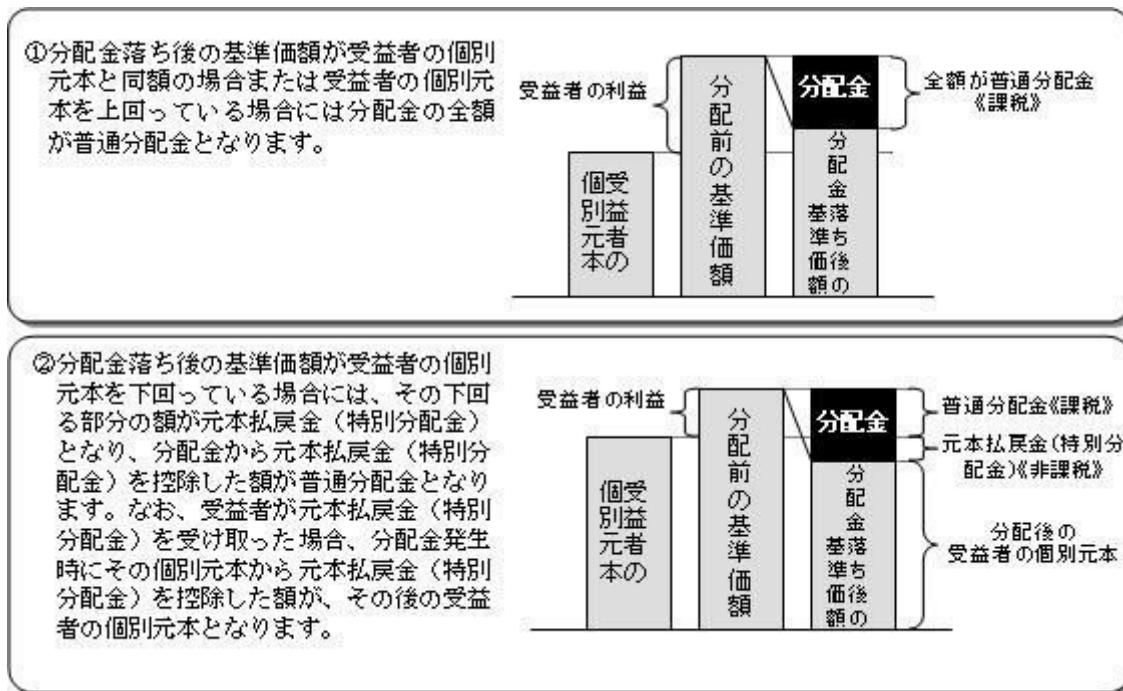 ①分配金落ち後の基準価額が受益者の個別
元本と同額の場合または受益者の個別元
本を上回っている場合には分配金の全額
が普通分配金となります。
受益者の利益
受益者の
個別元本
分配前の基準価額
分配金
分配金落ち後の
基準価額
全額が普通分配金
《課税》
②分配金落ち後の基準価額が受益者の個別
元本を下回っている場合には、その下回
る部分の額が元本払戻金（特別分配金）
となり、分配金から元本払戻金（特別分
配金）を控除した額が普通分配金となり
ます。なお、受益者が元本払戻金（特別
分配金）を受け取った場合、分配金発生
時にその個別元本から元本払戻金（特別
分配金）を控除した額が、その後の受益
者の個別元本となります。
受益者の利益
受益者の
個別元本
分配前の基準価額
分配金
分配金落ち後の
基準価額
普通分配金《課税》
元本払戻金(特別分
配金)《非課税》
分配後の
受益者の個別元本